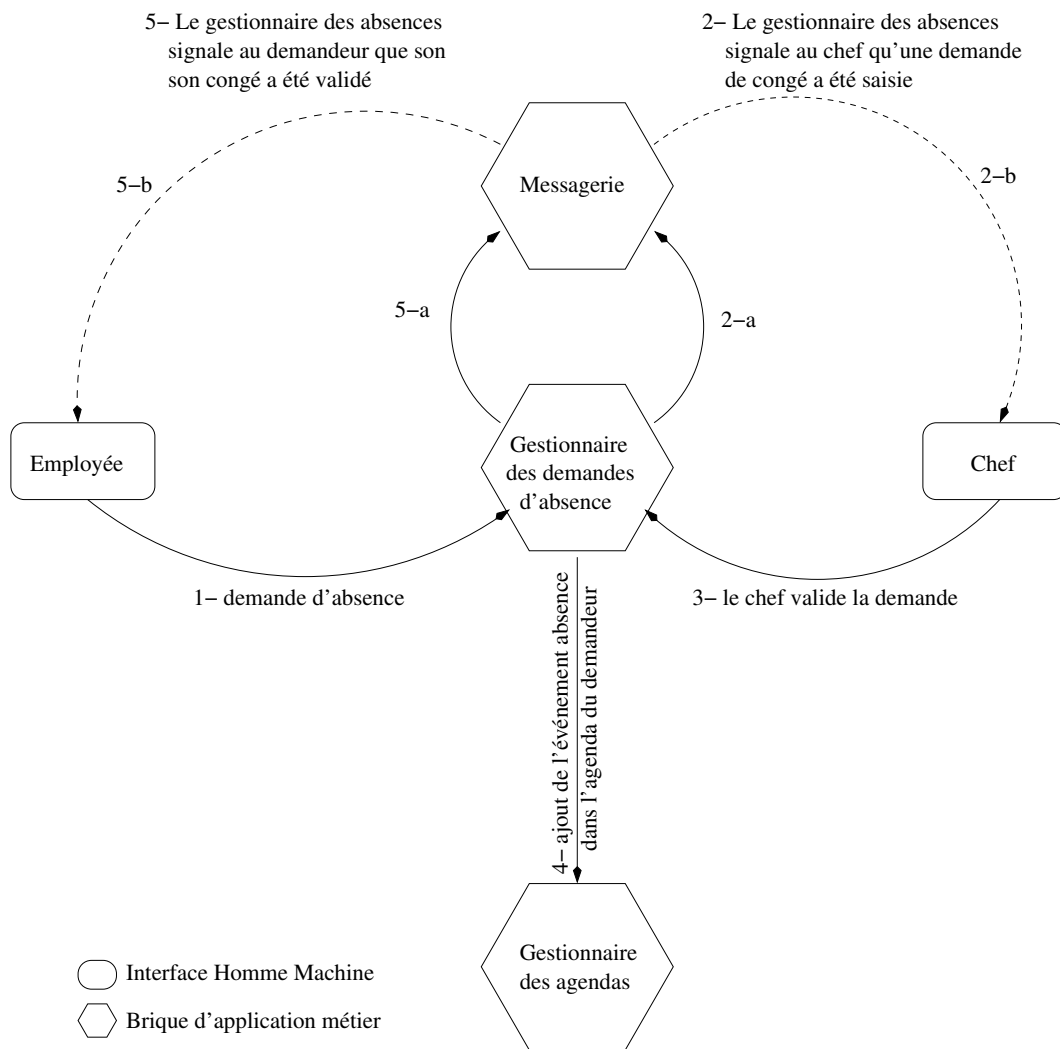 5– Le gestionnaire des absences
signale au demandeur que son
son congé a été validé
2– Le gestionnaire des absences
signale au chef qu'une demande
de congé a été saisie
5–b
Messagerie
2–b
5–a
2–a
Employée
Gestionnaire
des demandes
d'absence
Chef
1– demande d'absence
3– le chef valide la demande
4– ajout de l'événement absence
dans l'agenda du demandeur
Gestionnaire
des agendas
Interface Homme Machine
Brique d'application métier